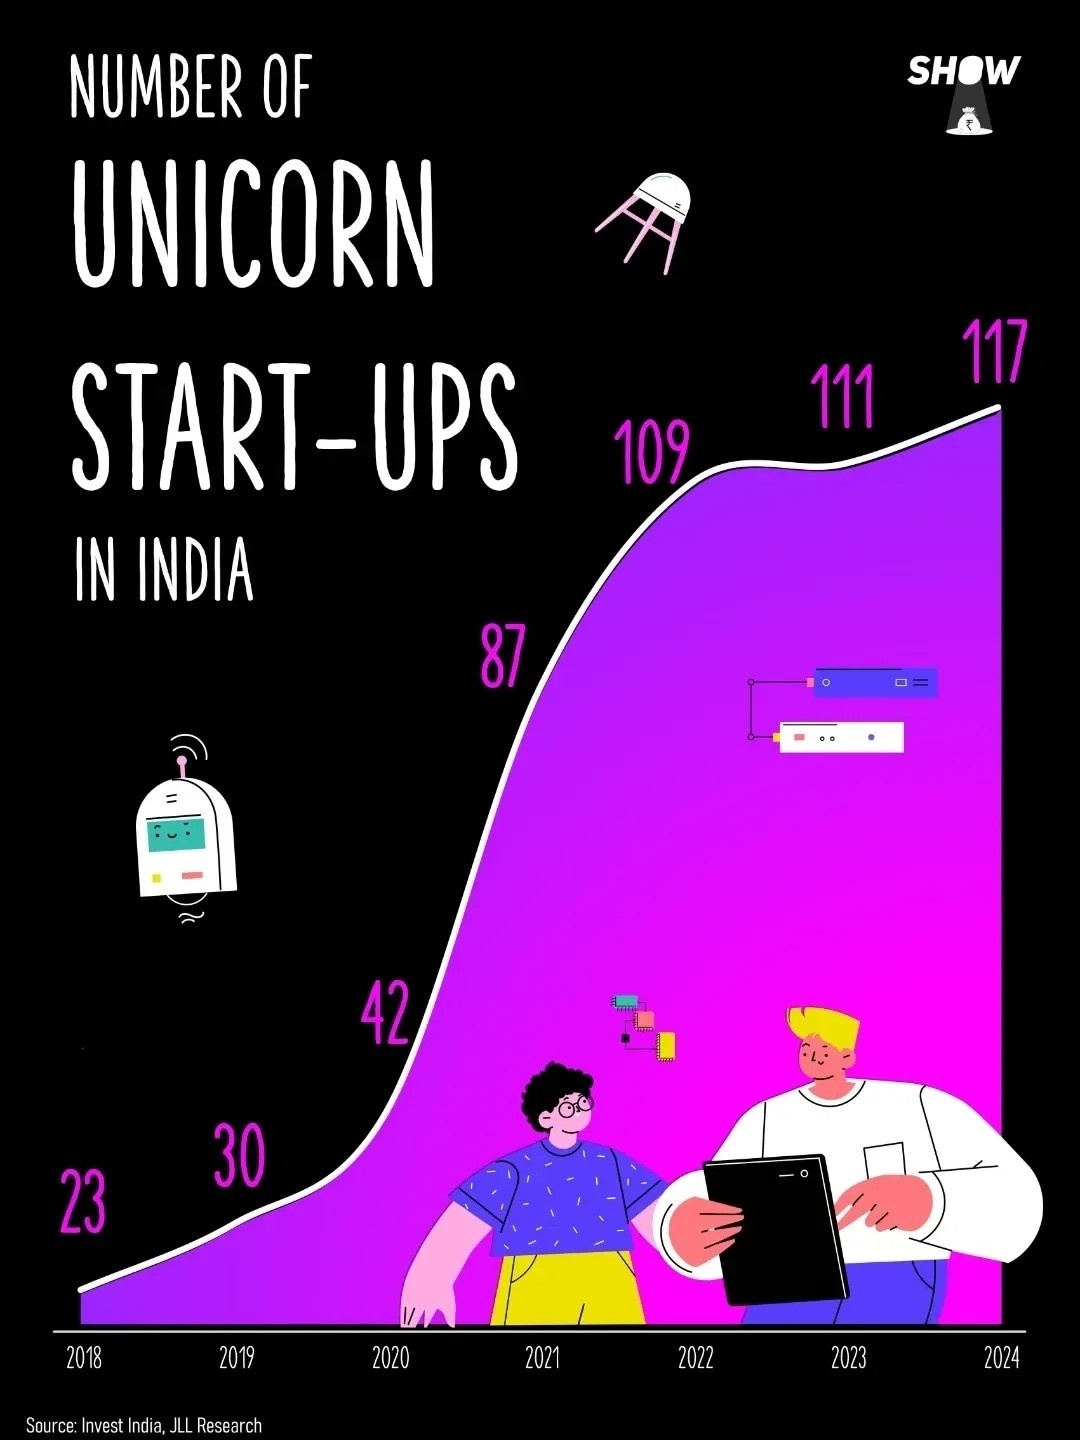 NUMBER OF
SHOW
₹
UNICORN
START-UPS
IN INDIA
117
111
109
87
42
30
23
2018 2019 2020 2021 2022 2023 2024
Source: Invest India, JLL Research